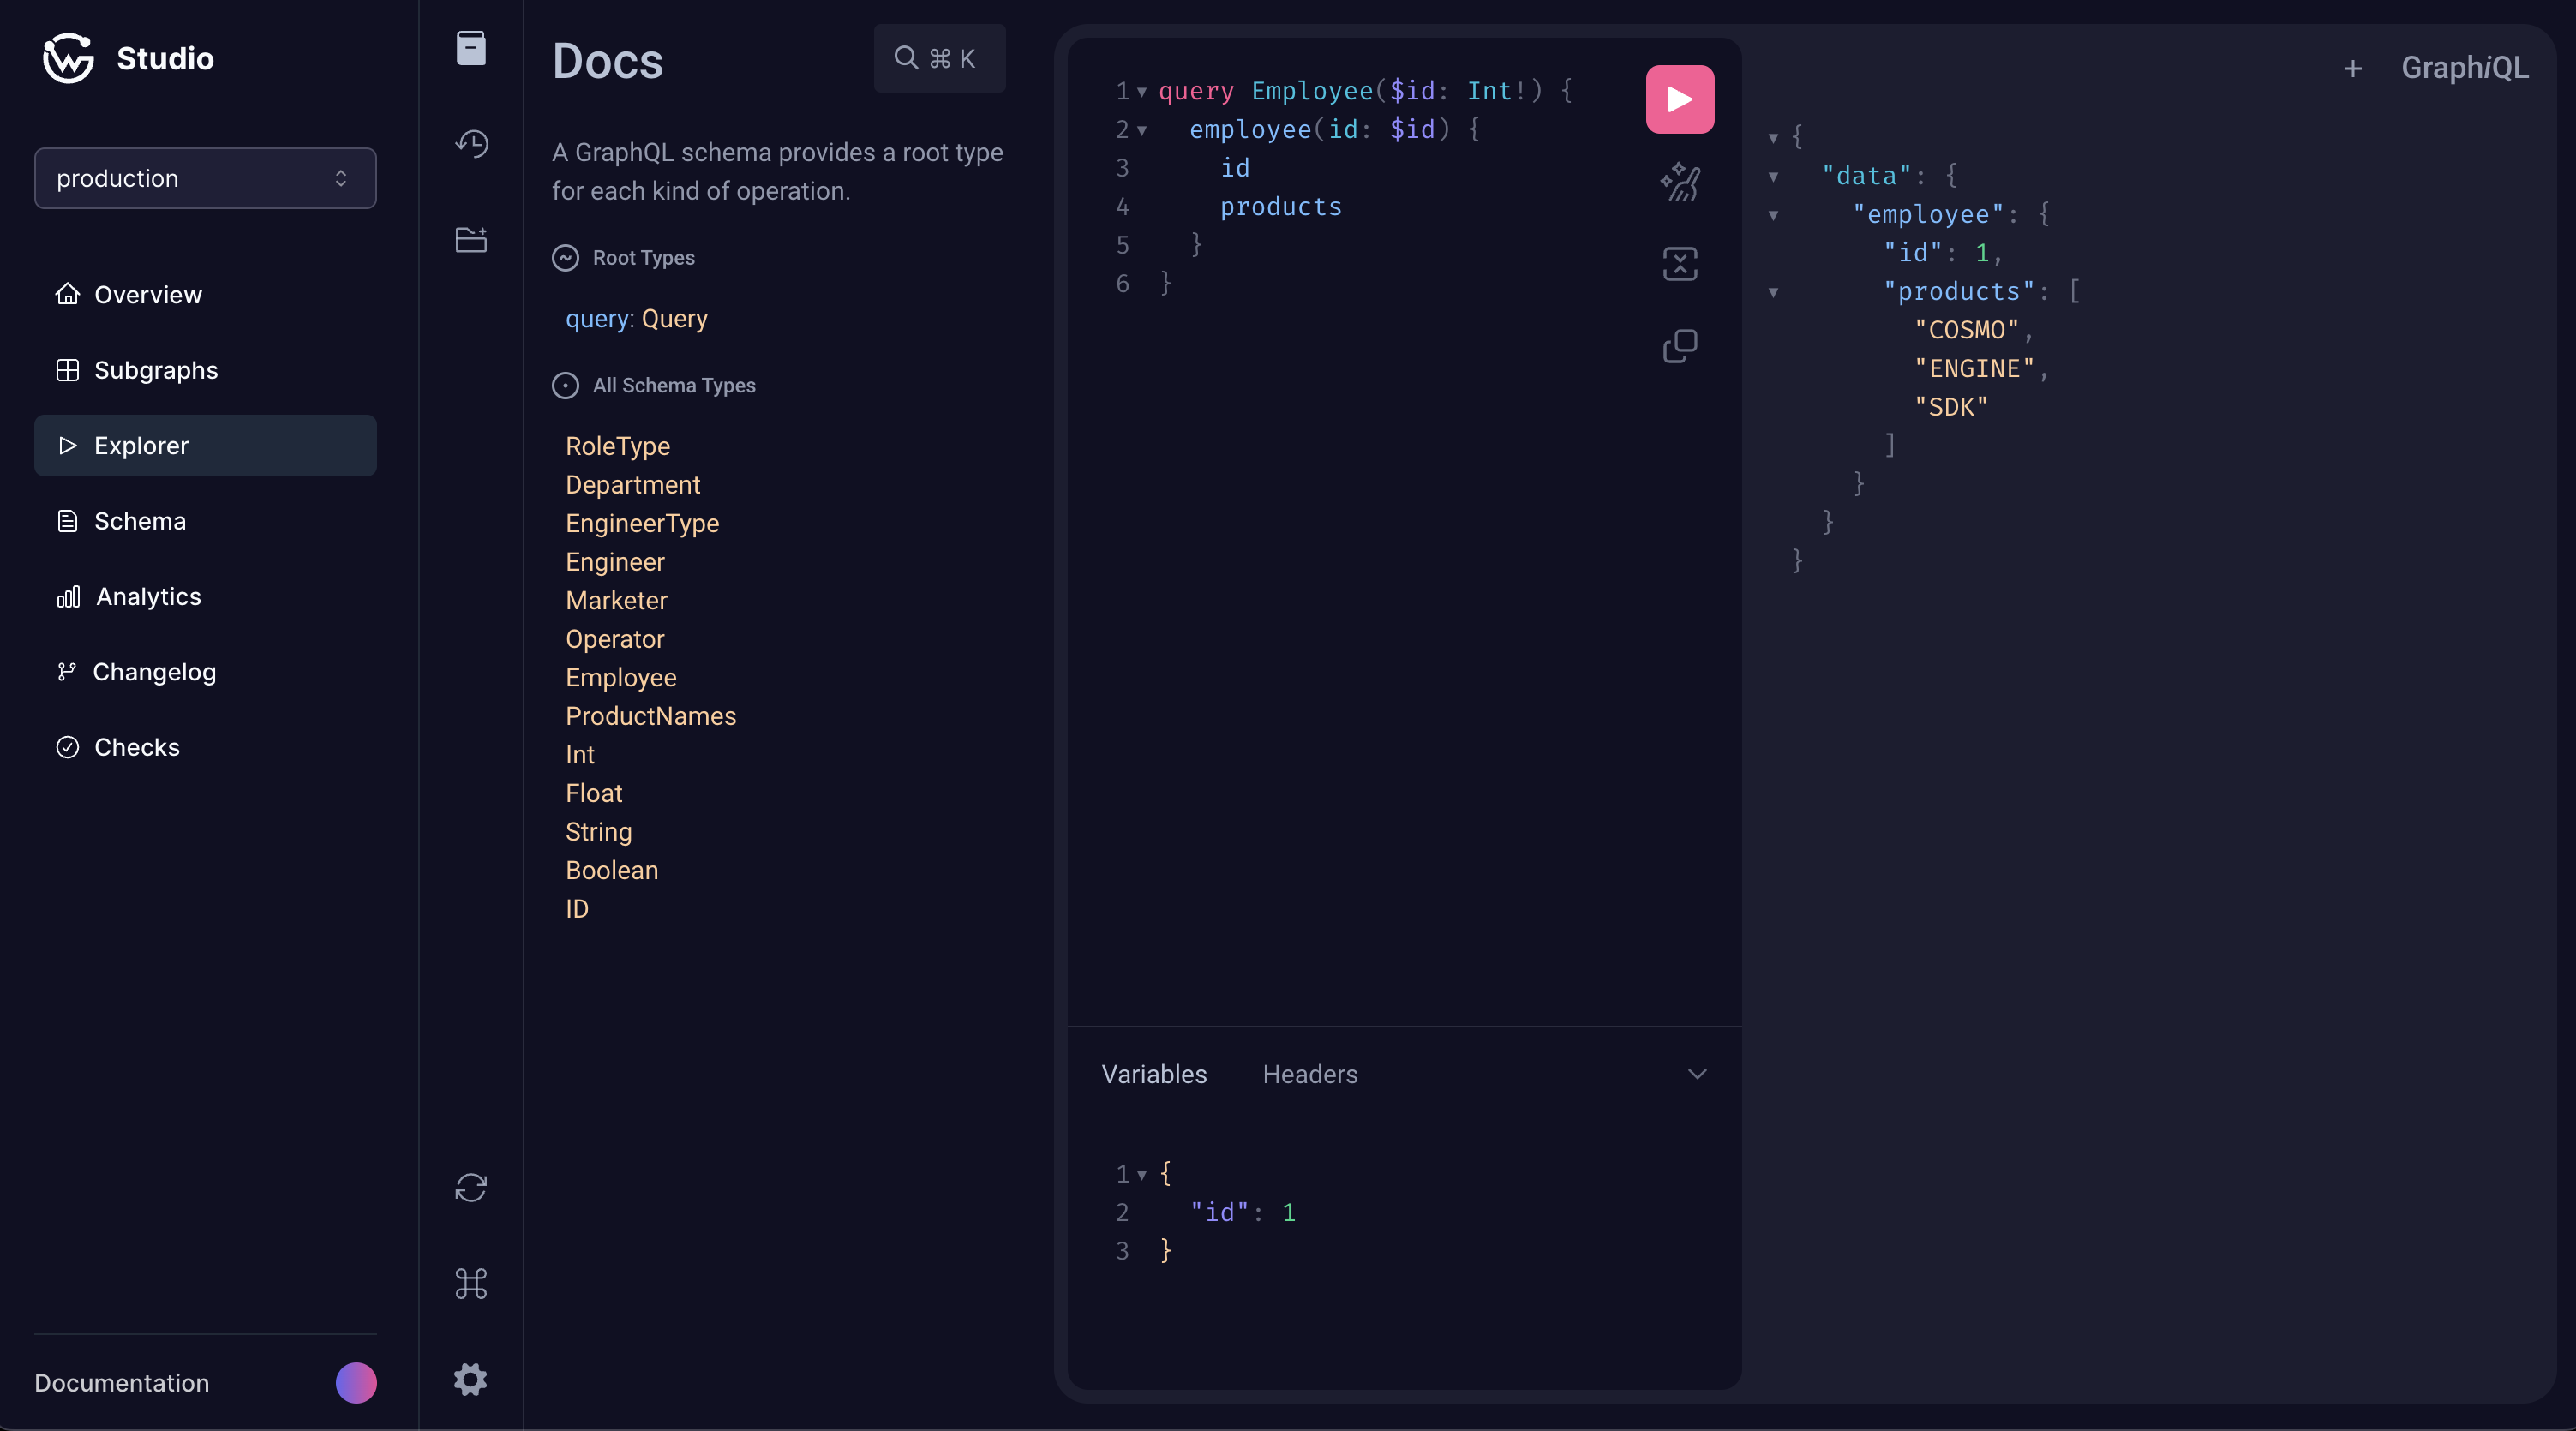 Studio
production
Overview
Subgraphs
Explorer
Schema
Analytics
Changelog
Checks
Documentation
Docs
⌘ K
A GraphQL schema provides a root type
for each kind of operation.
Root Types
query: Query
All Schema Types
RoleType
Department
EngineerType
Engineer
Marketer
Operator
Employee
ProductNames
Int
Float
String
Boolean
ID
1 query Employee($id: Int!) {
2   employee(id: $id) {
3     id
4     products
5   }
6 }
Variables Headers
1 {
2   "id": 1
3 }
+ GraphiQL
{
  "data": {
    "employee": {
      "id": 1,
      "products": [
        "COSMO",
        "ENGINE",
        "SDK"
      ]
    }
  }
}